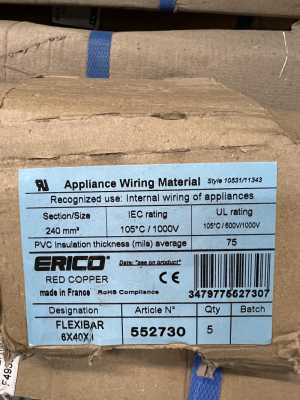 Appliance Wiring Material Style 10531/11343
Recognized use: Internal wiring of appliances
Section/Size IEC rating UL rating
240 mm² 105°C / 1000V 105°C / 600V/1000V
PVC Insulation thickness (mils) average 75
ERICO Date: "see on product"
RED COPPER CE
made in France RoHS Compliance 3479775527307
Designation Article N° Qty Batch
FLEXIBAR 552730 5
6X40X1
F495